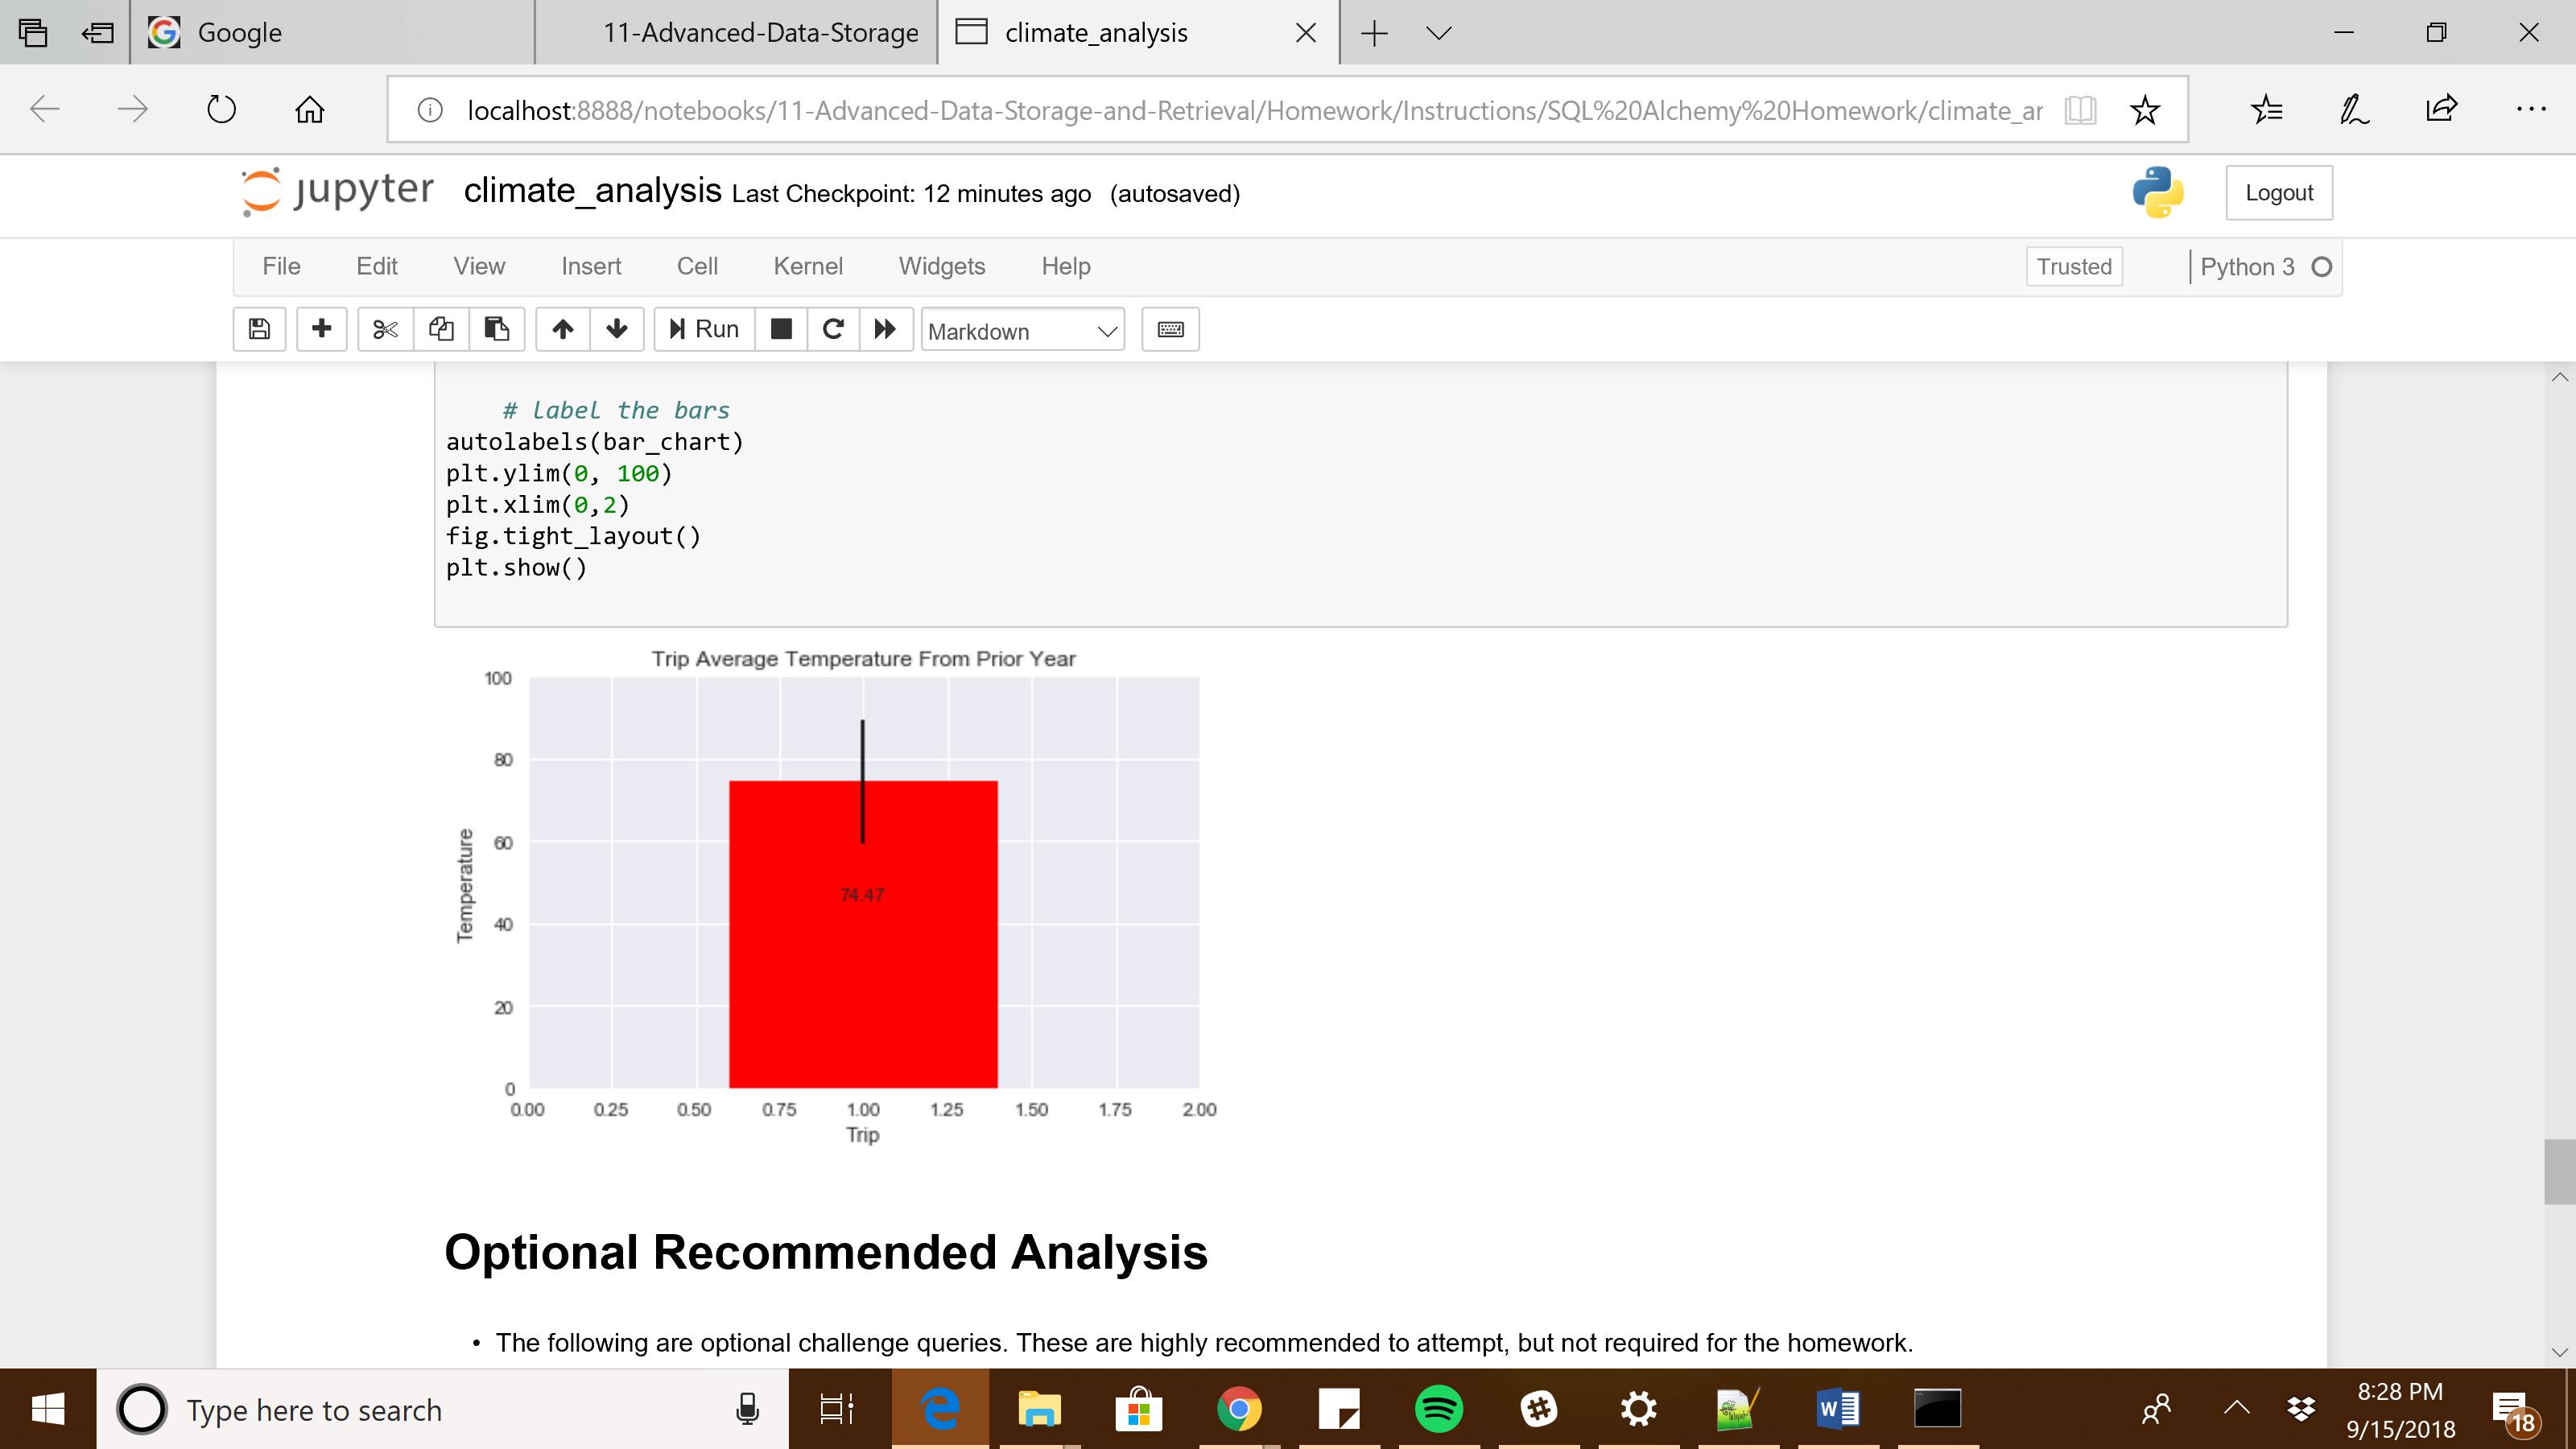 Google
11-Advanced-Data-Storage
climate_analysis
localhost:8888/notebooks/11-Advanced-Data-Storage-and-Retrieval/Homework/Instructions/SQL%20Alchemy%20Homework/climate_ar
jupyter climate_analysis Last Checkpoint: 12 minutes ago (autosaved)
Logout
File Edit View Insert Cell Kernel Widgets Help
Trusted
Python 3
Run
Markdown
# label the bars
autolabels(bar_chart)
plt.ylim(0, 100)
plt.xlim(0,2)
fig.tight_layout()
plt.show()
Trip Average Temperature From Prior Year
100
80
60
40
20
0
Temperature
74.47
0.00 0.25 0.50 0.75 1.00 1.25 1.50 1.75 2.00
Trip
Optional Recommended Analysis
• The following are optional challenge queries. These are highly recommended to attempt, but not required for the homework.
Type here to search
8:28 PM
9/15/2018
18